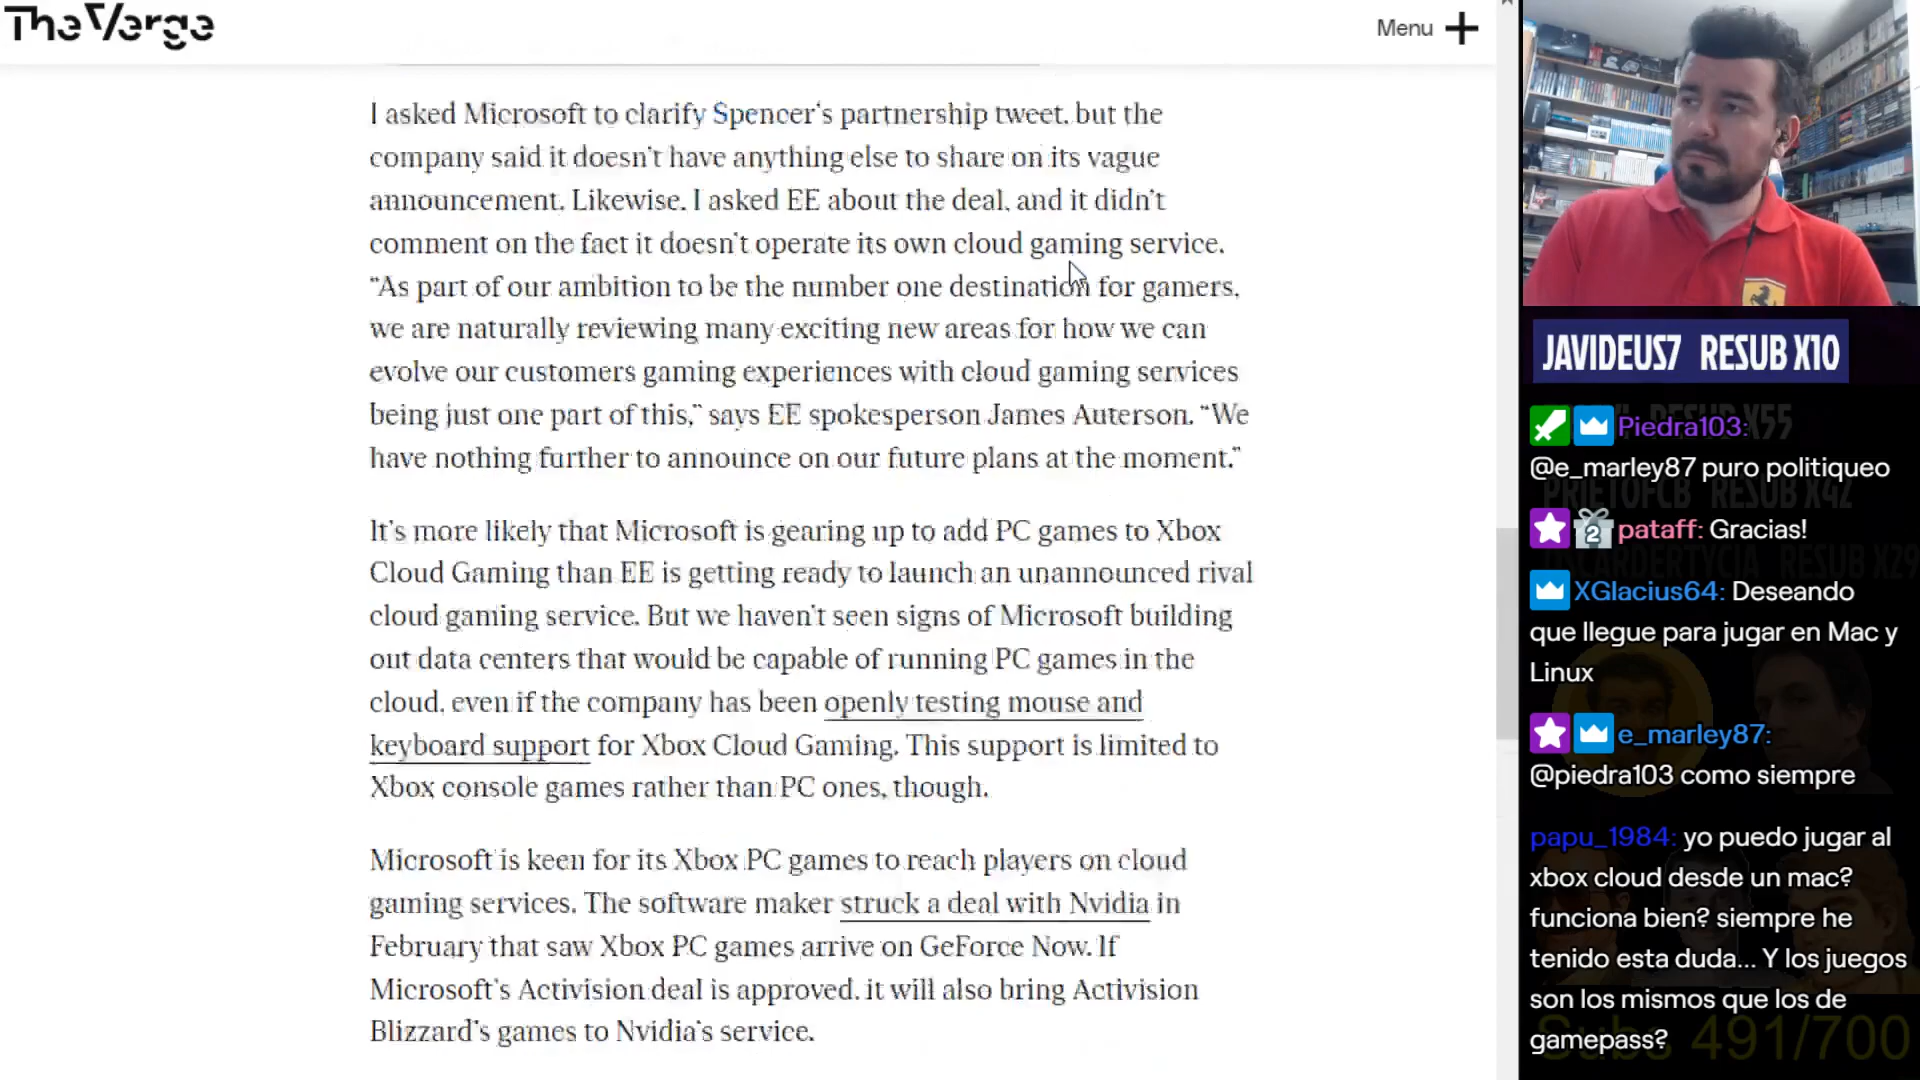 The Verge
Menu
I asked Microsoft to clarify Spencer's partnership tweet, but the
company said it doesn't have anything else to share on its vague
announcement. Likewise, I asked EE about the deal, and it didn't
comment on the fact it doesn't operate its own cloud gaming service.
“As part of our ambition to be the number one destination for gamers,
we are naturally reviewing many exciting new areas for how we can
evolve our customers gaming experiences with cloud gaming services
being just one part of this,” says EE spokesperson James Auterson. “We
have nothing further to announce on our future plans at the moment.”
It's more likely that Microsoft is gearing up to add PC games to Xbox
Cloud Gaming than EE is getting ready to launch an unannounced rival
cloud gaming service. But we haven't seen signs of Microsoft building
out data centers that would be capable of running PC games in the
cloud, even if the company has been openly testing mouse and
keyboard support for Xbox Cloud Gaming. This support is limited to
Xbox console games rather than PC ones, though.
Microsoft is keen for its Xbox PC games to reach players on cloud
gaming services. The software maker struck a deal with Nvidia in
February that saw Xbox PC games arrive on GeForce Now. If
Microsoft's Activision deal is approved, it will also bring Activision
Blizzard's games to Nvidia's service.
JAVIDEUS7 RESUB X10
RESUB X55
Piedra103:
@e_marley87 puro politiqueo
PRIETOFCB RESUB X42
2 pataff: Gracias!
RESUB X29
XGlacius64: Deseando
que llegue para jugar en Mac y
Linux
e_marley87:
@piedra103 como siempre
papu_1984: yo puedo jugar al
xbox cloud desde un mac?
funciona bien? siempre he
tenido esta duda... Y los juegos
son los mismos que los de
gamepass?
Subs 491/700